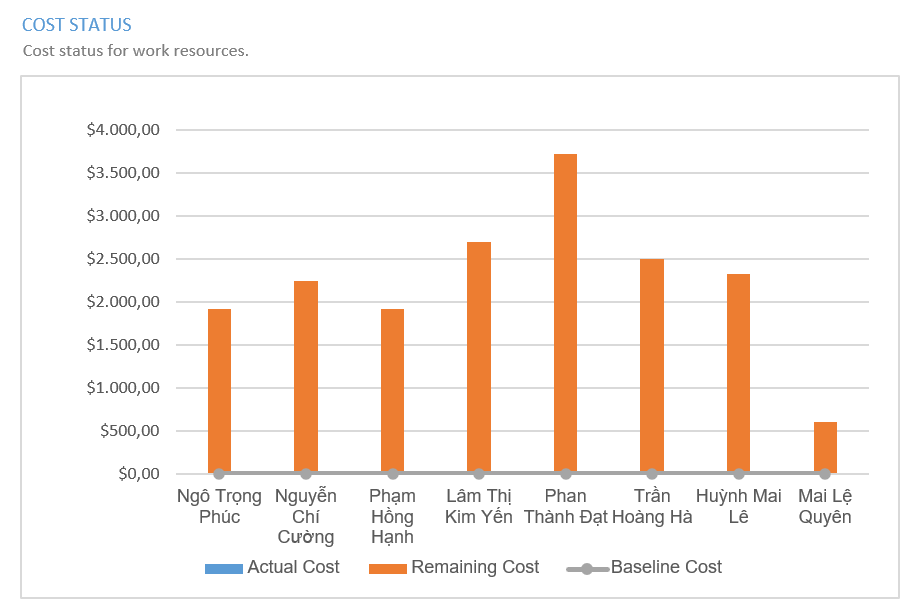 COST STATUS
Cost status for work resources.
$4.000,00
$3.500,00
$3.000,00
$2.500,00
$2.000,00
$1.500,00
$1.000,00
$500,00
$0,00
Ngô Trọng Phúc
Nguyễn Chí Cường
Phạm Hồng Hạnh
Lâm Thị Kim Yến
Phan Thành Đạt
Trần Hoàng Hà
Huỳnh Mai Lê
Mai Lệ Quyên
Actual Cost
Remaining Cost
Baseline Cost